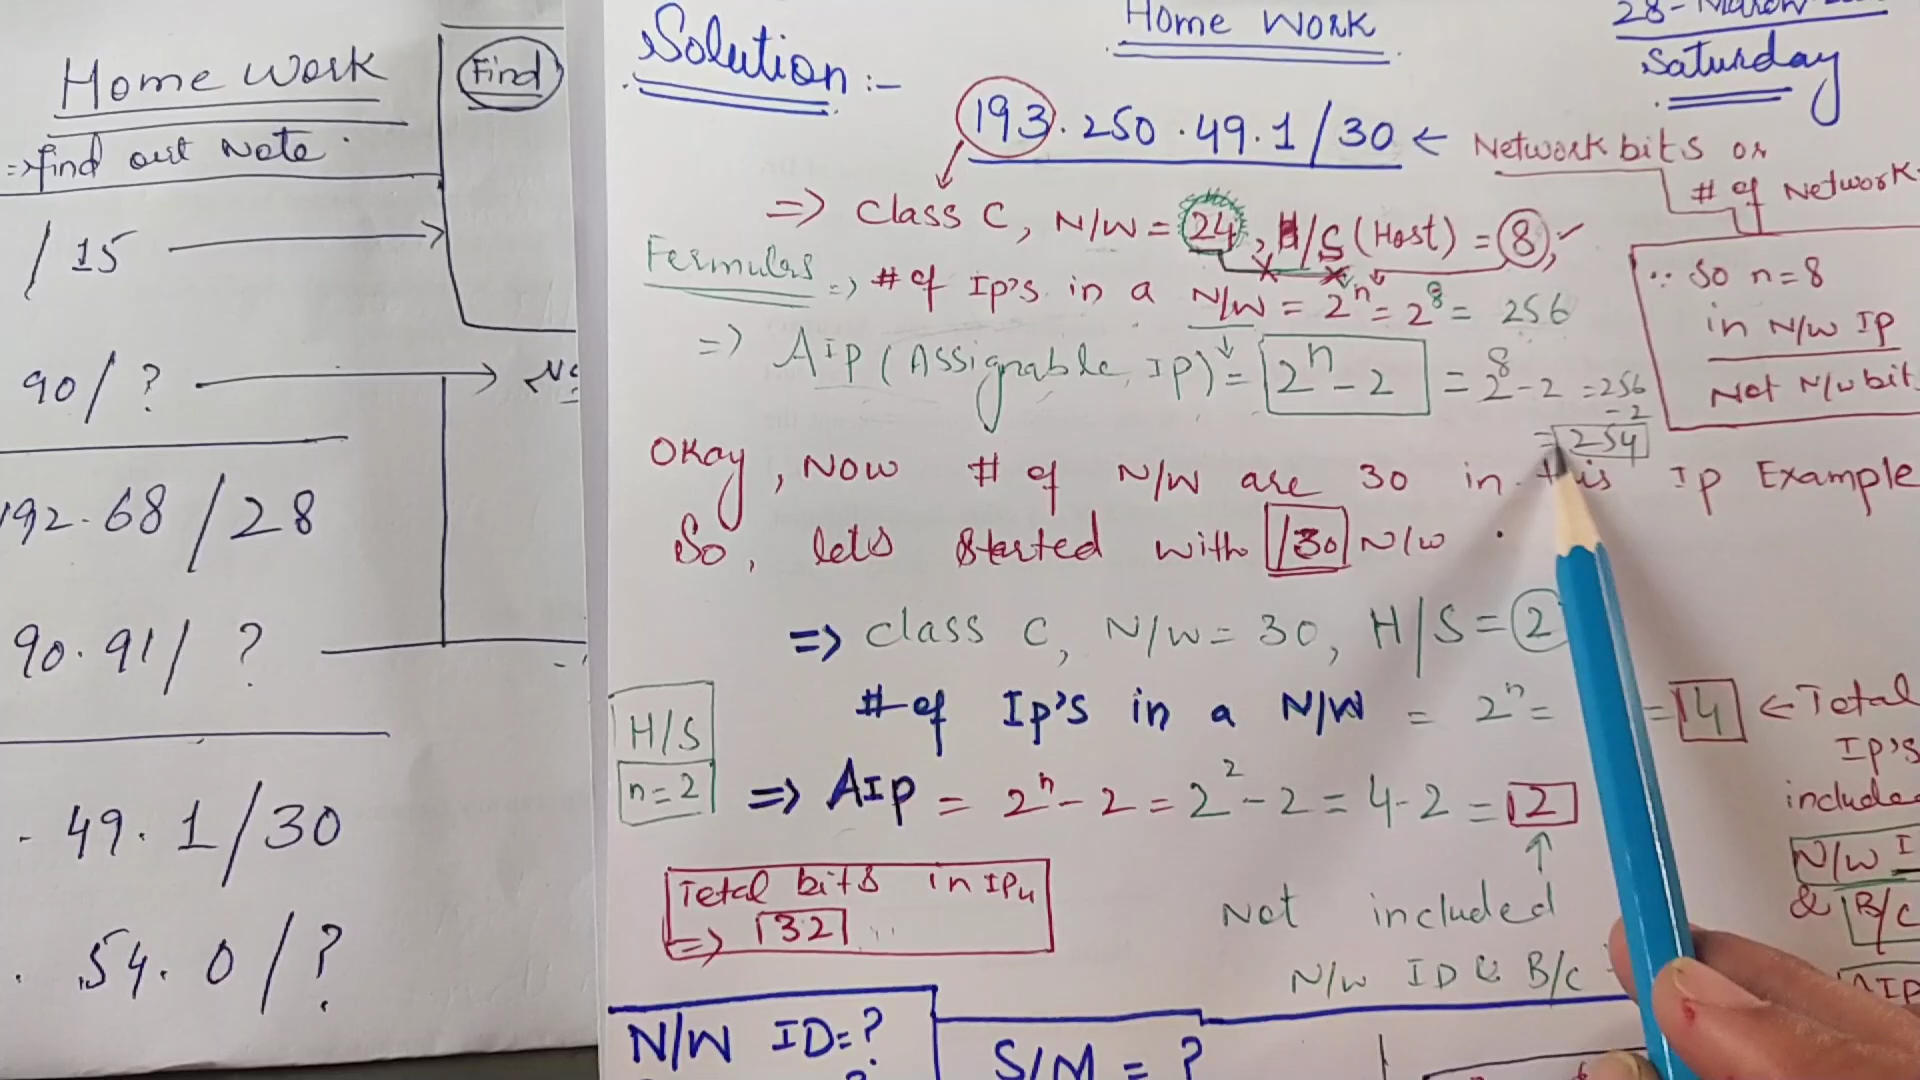 Home Work
=> find out Note.
/ 15
90 / ?
192.68 / 28
90.91 / ?
- 49.1 / 30
. 54.0 / ?
Find
Solution :-
Home Work
28-March
Saturday
193.250.49.1/30 ← Network bits or
# of Network
=> Class C, N/W = 24, H/S (Host) = 8,
Formulas => # of Ip's in a N/W = 2^n = 2^8 = 256
=> AIP (Assignable IP) = 2^n - 2 = 2^8 - 2 = 256
- 2
= 254
∵ So n = 8
in N/W IP
Not N/W bit
Okay, Now # of N/W are 30 in this Ip Example
So, lets started with /30 N/W .
=> class C, N/W = 30, H/S = 2
# of Ip's in a N/W = 2^n = = 4 ← Total
Ip's
included
N/W I
& B/C
AIP
H/S
n = 2
=> AIP = 2^n - 2 = 2^2 - 2 = 4 - 2 = 2
↑
Not included
N/W ID & B/C
Total bits in IP4
=> 32
N/W ID = ?
S/M = ?